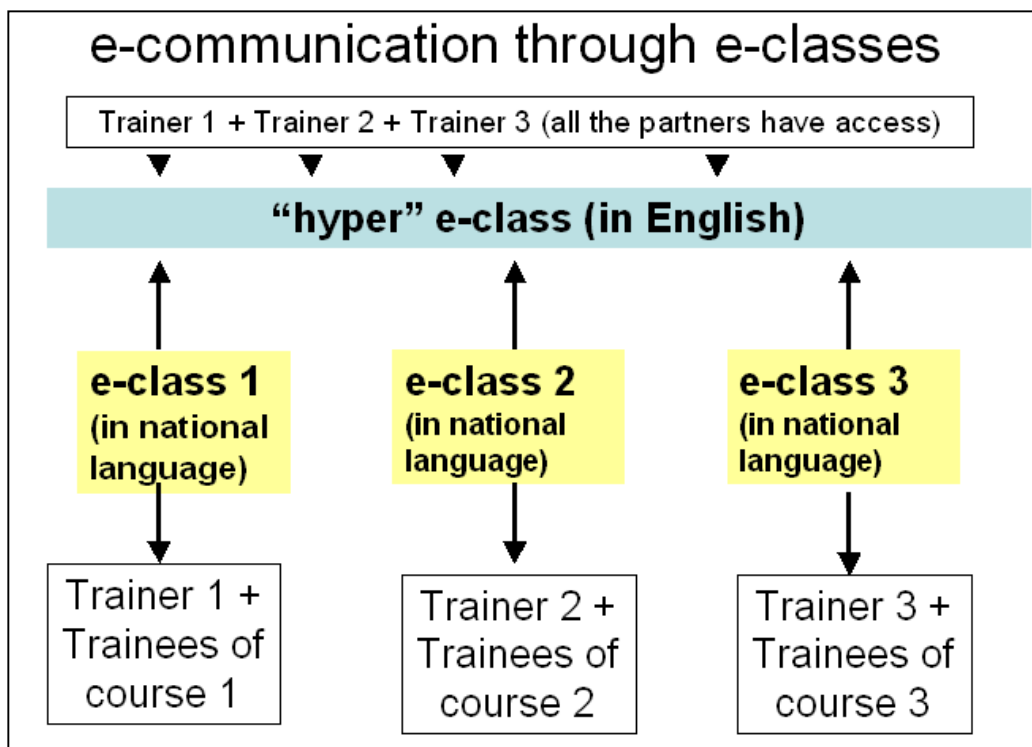 e-communication through e-classes
Trainer 1 + Trainer 2 + Trainer 3 (all the partners have access)
“hyper” e-class (in English)
e-class 1
(in national
language)
e-class 2
(in national
language)
e-class 3
(in national
language)
Trainer 1 +
Trainees of
course 1
Trainer 2 +
Trainees of
course 2
Trainer 3 +
Trainees of
course 3